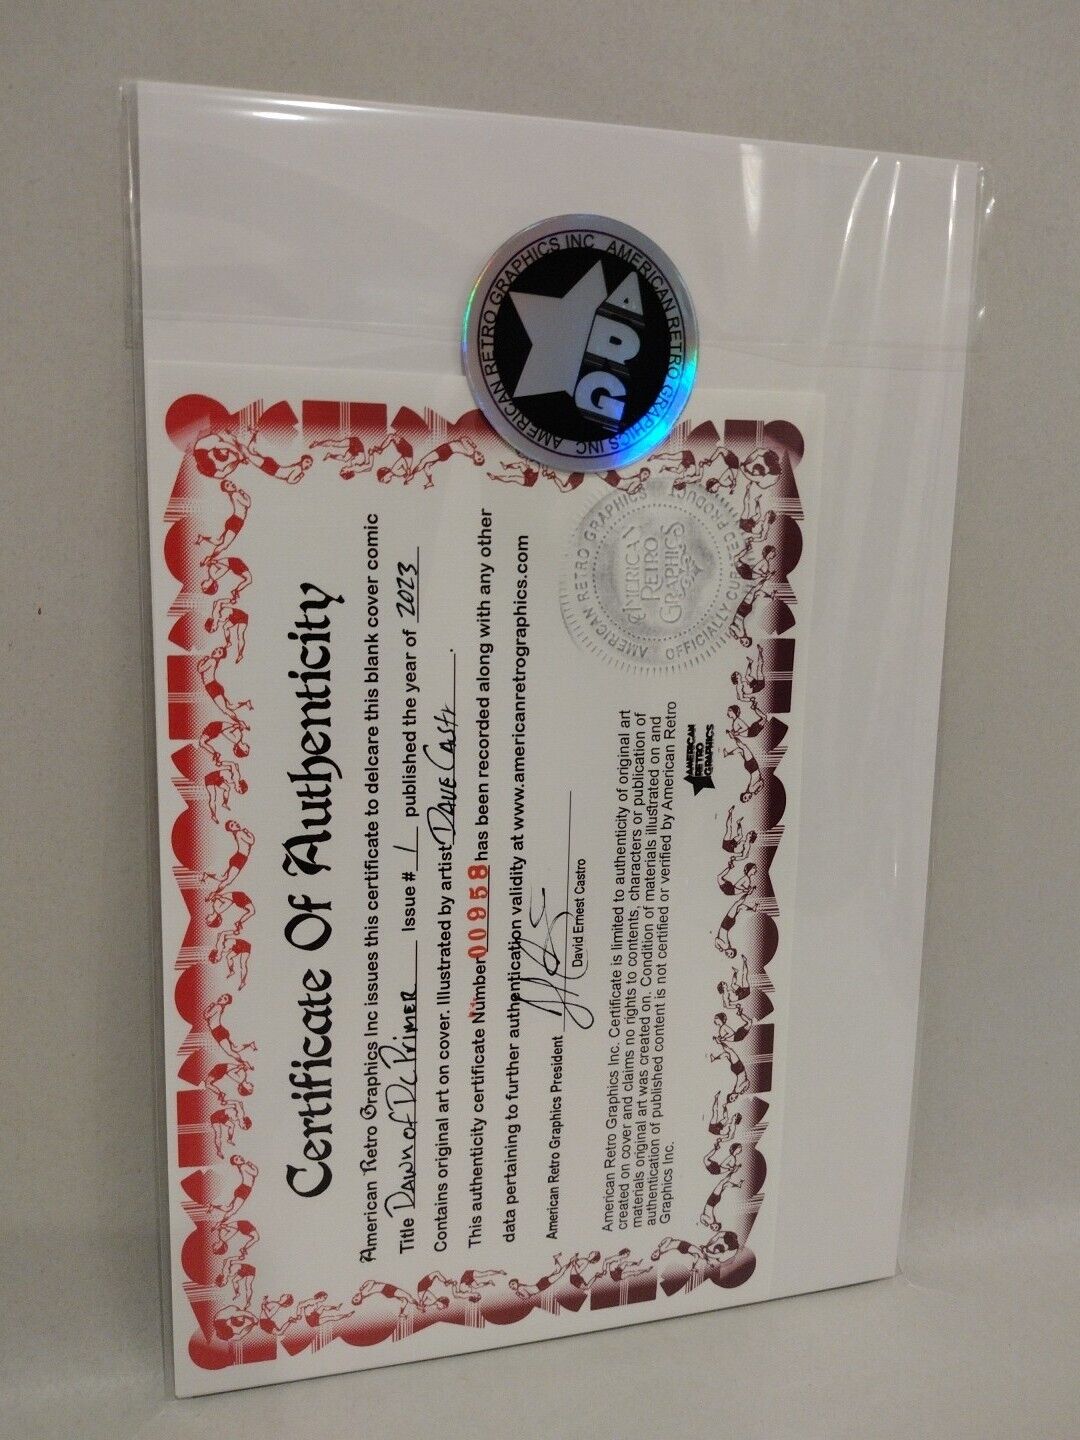 Certificate Of Authenticity
American Retro Graphics Inc issues this certificate to delcare this blank cover comic
Title Dawn of DC Primer Issue # 1 published the year of 2023
Contains original art on cover. Illustrated by artist Dave Castr.
This authenticity certificate Number 00958 has been recorded along with any other
data pertaining to further authentication validity at www.americanretrographics.com
American Retro Graphics President
David Ernest Castro
American Retro Graphics Inc. Certificate is limited to authenticity of original art
created on cover and claims no rights to contents, characters or publication of
materials original art was created on. Condition of materials illustrated on and
authentication of published content is not certified or verified by American Retro
Graphics Inc.
AMERICAN
RETRO
GRAPHICS
AMERICAN RETRO GRAPHICS
OFFICIALLY CURATED PRODUCT
AMERICAN
RETRO
GRAPHICS
AMERICAN RETRO GRAPHICS INC
AMERICAN RETRO GRAPHICS INC
ARG